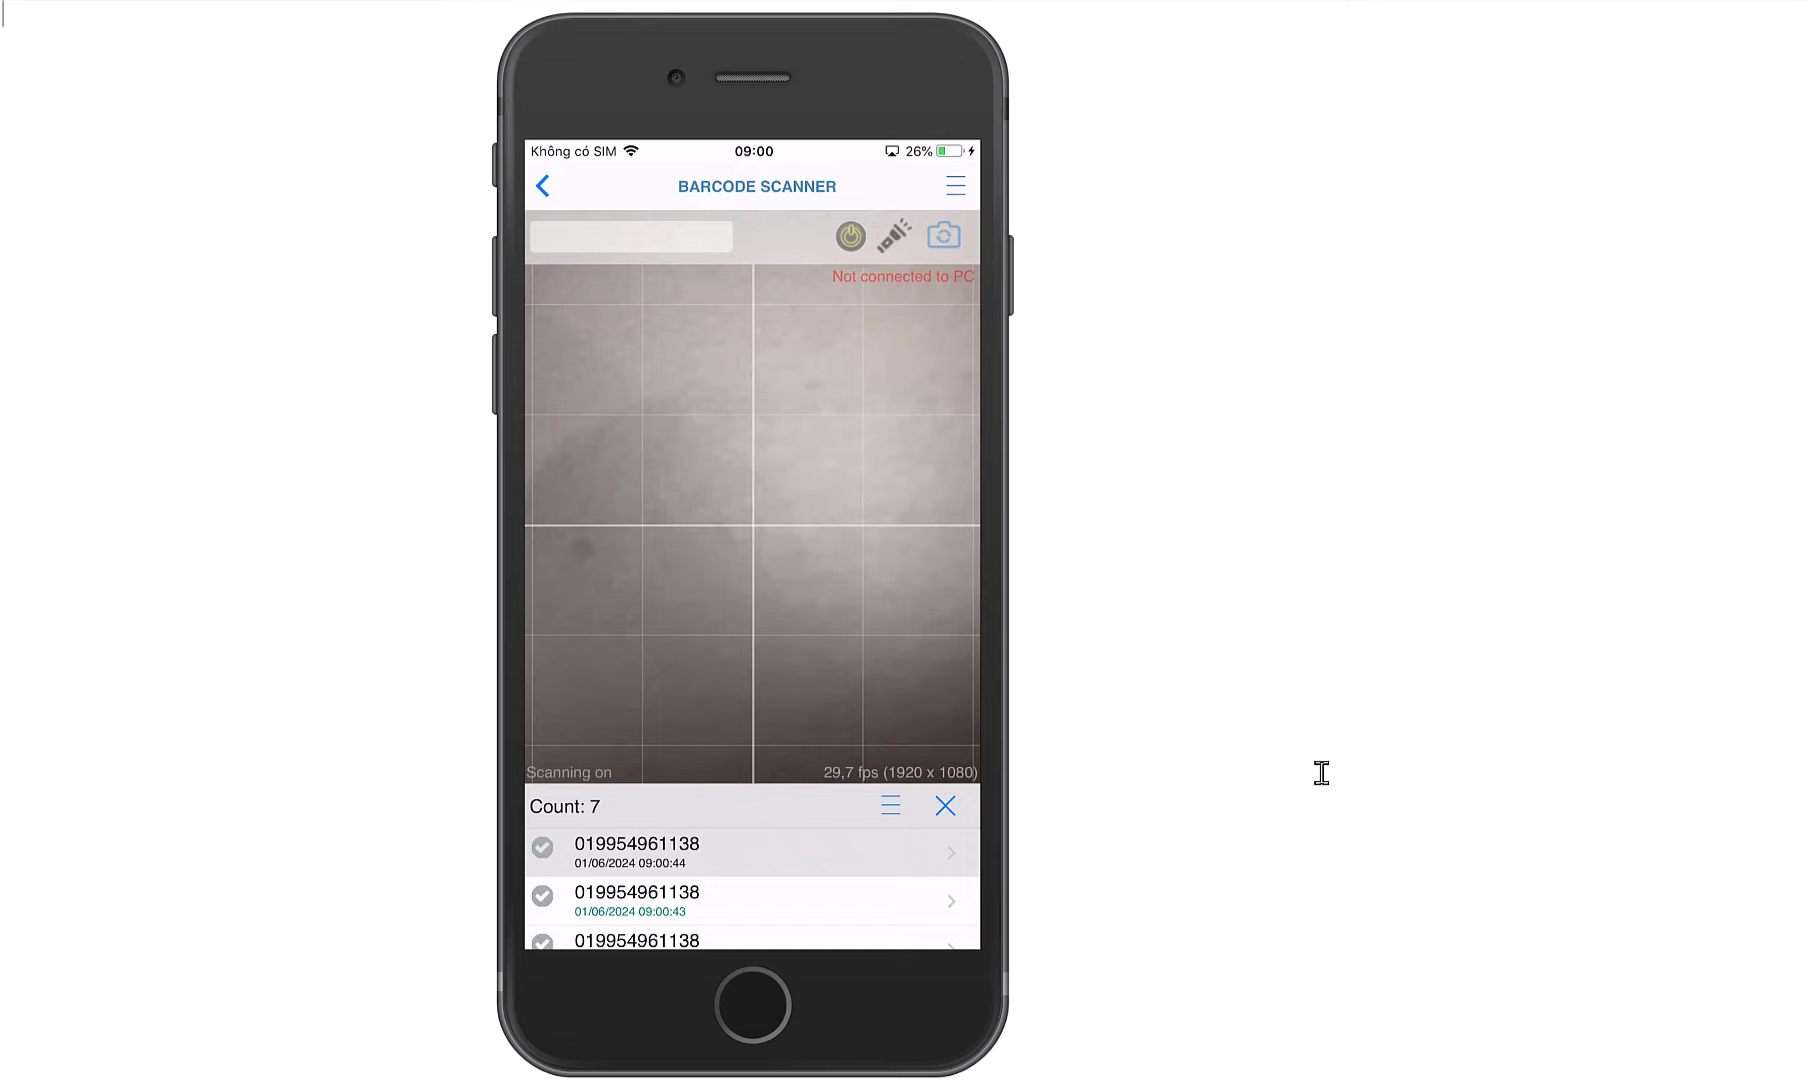 Không có SIM 09:00 26%
BARCODE SCANNER
Not connected to PC
Scanning on 29,7 fps (1920 x 1080)
Count: 7
019954961138
01/06/2024 09:00:44
019954961138
01/06/2024 09:00:43
019954961138